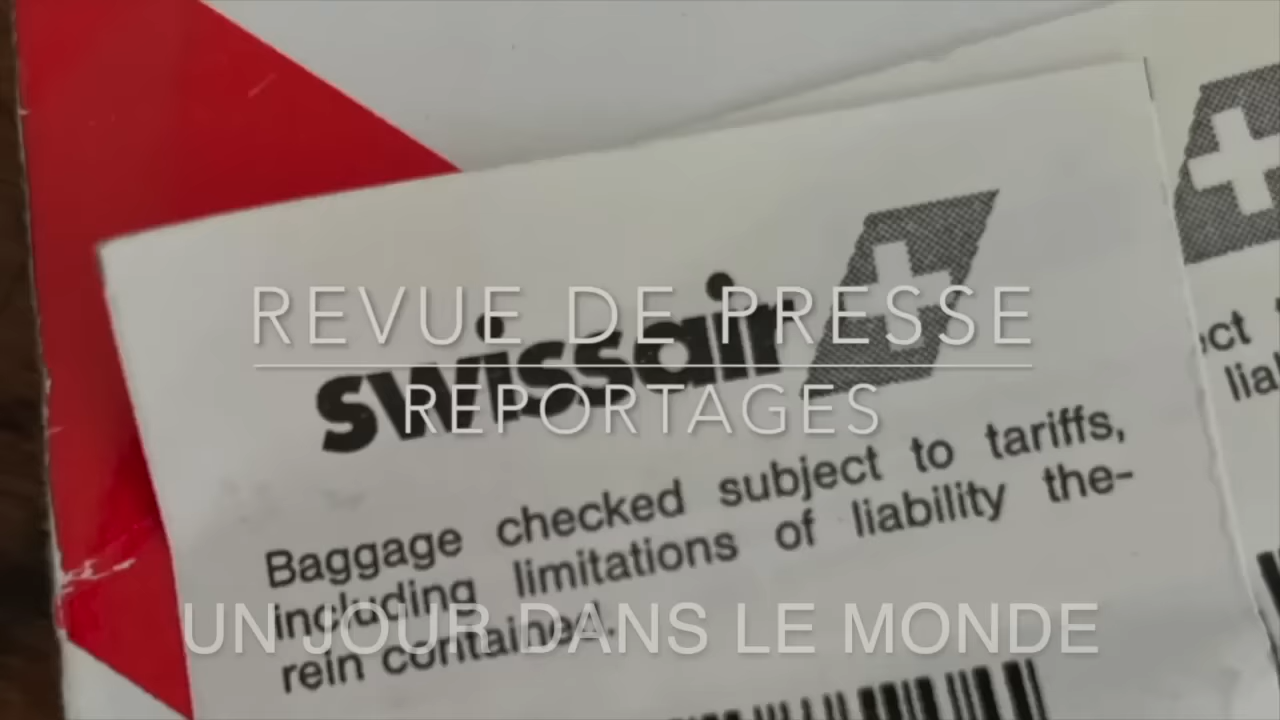 REVUE DE PRESSE
swissair
REPORTAGES
Baggage checked subject to tariffs,
including limitations of liability the-
rein contained.
UN JOUR DANS LE MONDE
ct
lia